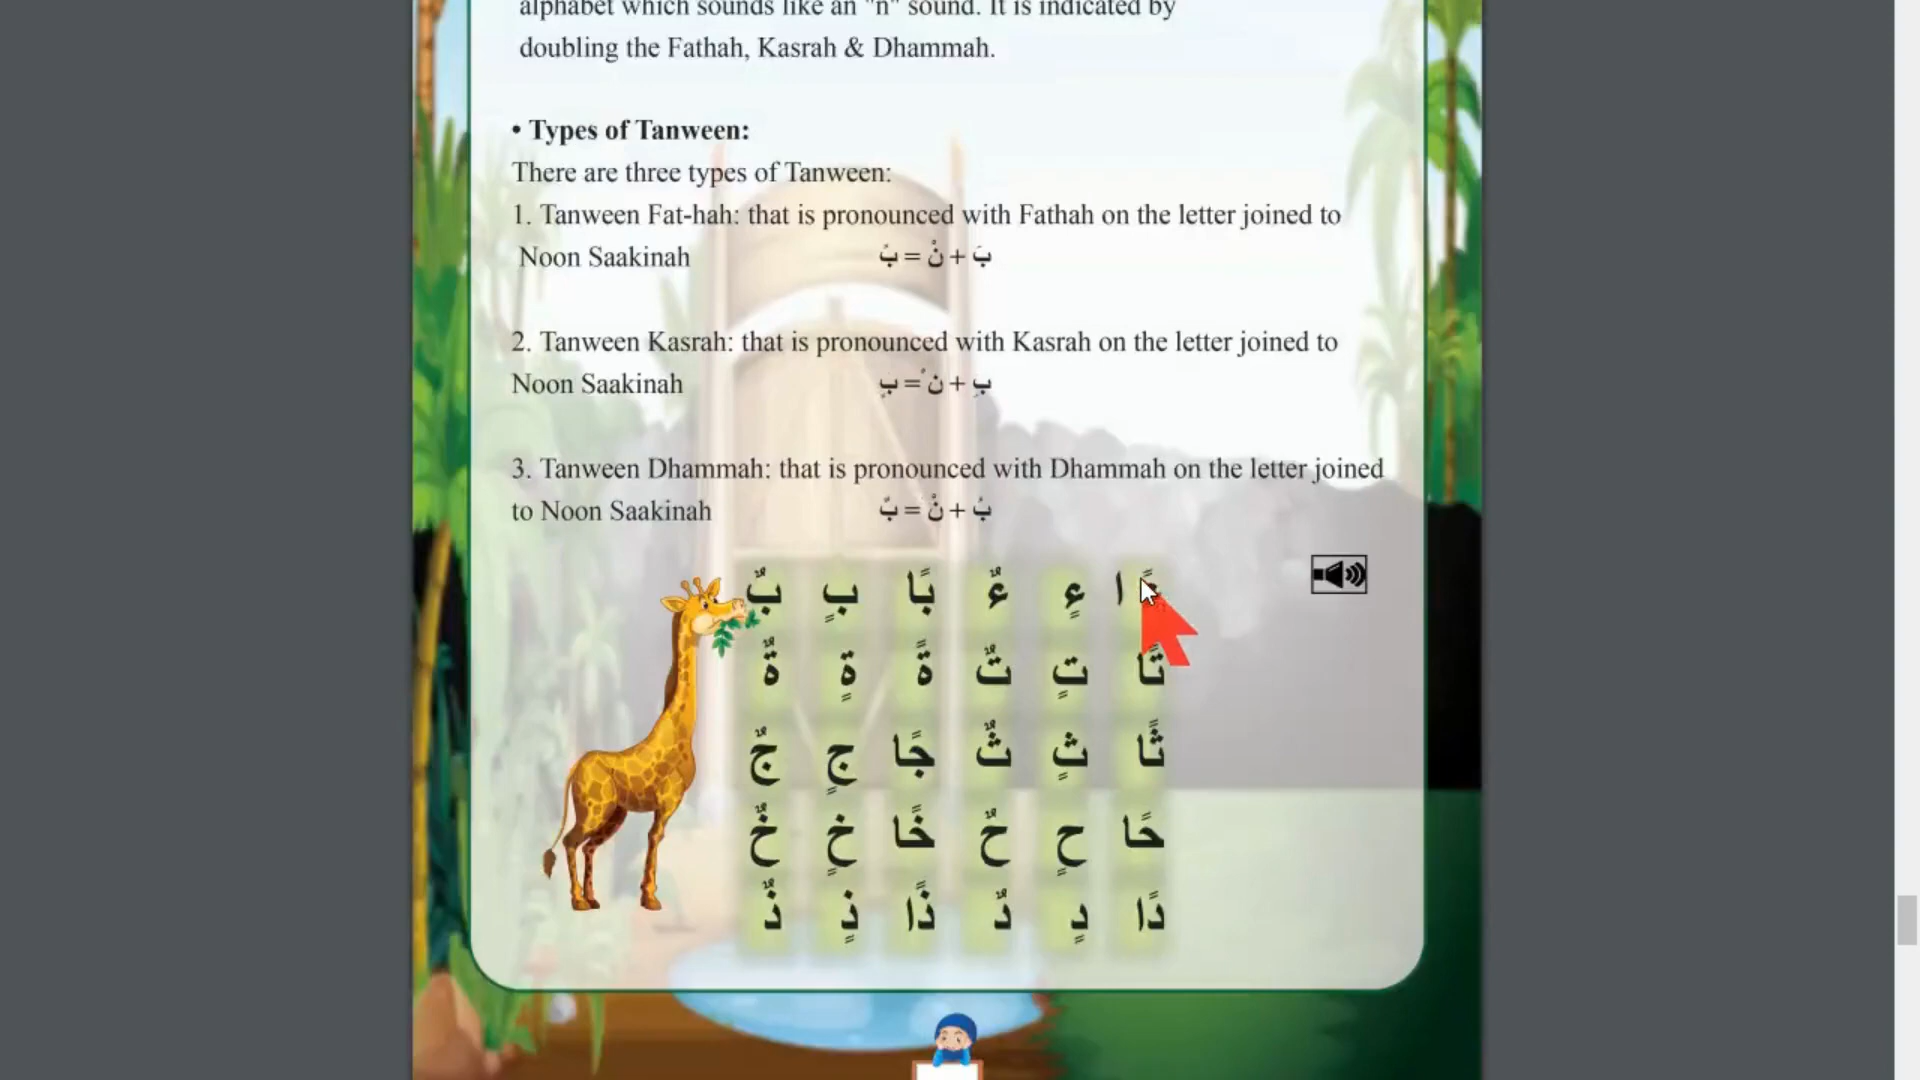 alphabet which sounds like an "n" sound. It is indicated by
doubling the Fathah, Kasrah & Dhammah.
• Types of Tanween:
There are three types of Tanween:
1. Tanween Fat-hah: that is pronounced with Fathah on the letter joined to
Noon Saakinah بَ + نْ = بً
2. Tanween Kasrah: that is pronounced with Kasrah on the letter joined to
Noon Saakinah بِ + نْ = بٍ
3. Tanween Dhammah: that is pronounced with Dhammah on the letter joined
to Noon Saakinah بُ + نْ = بٌ
ءًا ءٍ ءٌ بًا بٍ بٌ
تًا تٍ تٌ ةً ةٍ ةٌ
ثًا ثٍ ثٌ جًا جٍ جٌ
حًا حٍ حٌ خًا خٍ خٌ
دًا دٍ دٌ ذًا ذٍ ذٌ